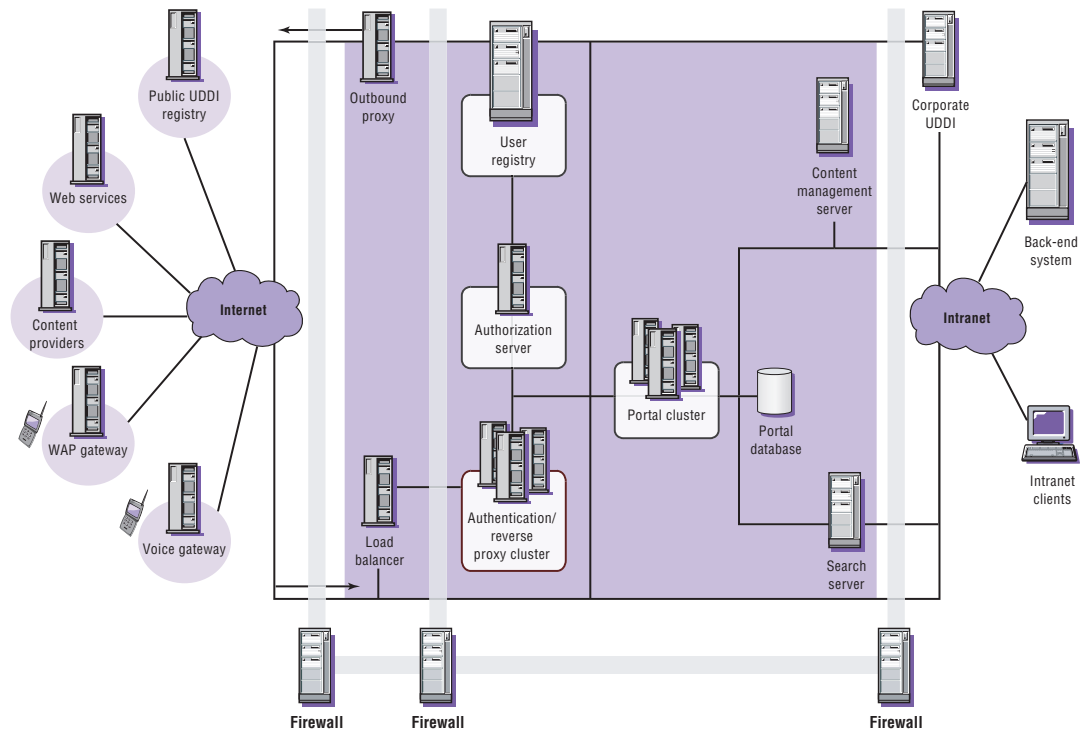 Public UDDI
registry
Outbound
proxy
User
registry
Corporate
UDDI
Web services
Content
management
server
Back-end
system
Internet
Content
providers
Authorization
server
Intranet
Portal cluster
Portal
database
WAP gateway
Intranet
clients
Voice gateway
Load
balancer
Authentication/
reverse
proxy cluster
Search
server
Firewall
Firewall
Firewall